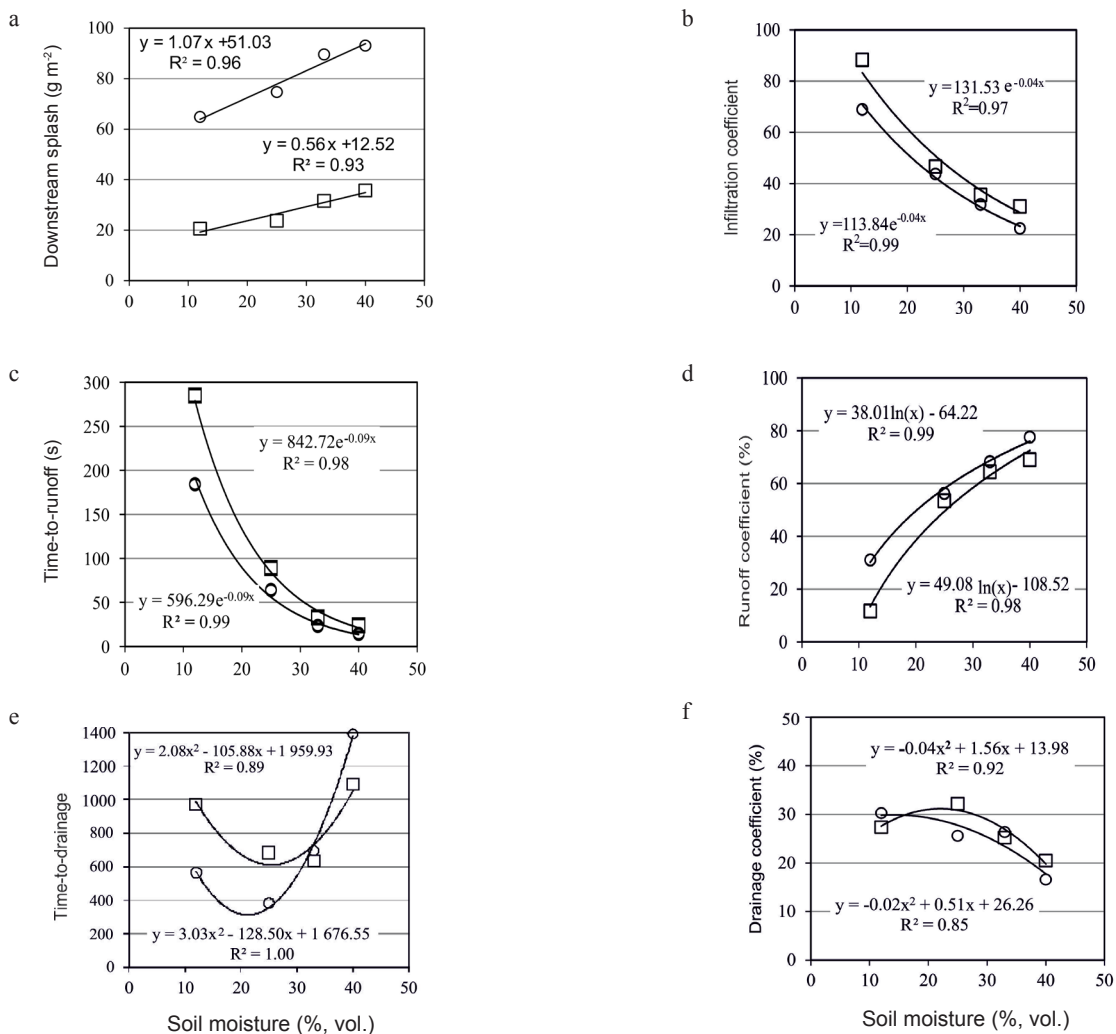 a
y = 1.07x +51.03
R² = 0.96
y = 0.56x +12.52
R² = 0.93
Downstream splash (g m-2)
100
80
60
40
20
0
0 10 20 30 40 50
b
y =131.53 e-0.04x
R2=0.97
y =113.84e-0.04x
R2=0.99
Infiltration coefficient
100
80
60
40
20
0
0 10 20 30 40 50
c
y = 842.72e-0.09x
R² = 0.98
y = 596.29e-0.09x
R² = 0.99
Time-to-runoff (s)
300
250
200
150
100
50
0
0 10 20 30 40 50
d
y = 38.01ln(x) - 64.22
R² = 0.99
y = 49.08 ln(x) - 108.52
R² = 0.98
Runoff coefficient (%)
100
80
60
40
20
0
0 10 20 30 40 50
e
y = 2.08x² - 105.88x + 1 959.93
R² = 0.89
y = 3.03x² - 128.50x + 1 676.55
R² = 1.00
Time-to-drainage
1400
1200
1000
800
600
400
200
0
0 10 20 30 40 50
Soil moisture (%, vol.)
f
y = -0.04x² + 1.56x + 13.98
R² = 0.92
y = -0.02x² + 0.51x + 26.26
R² = 0.85
Drainage coefficient (%)
50
40
30
20
10
0
0 10 20 30 40 50
Soil moisture (%, vol.)